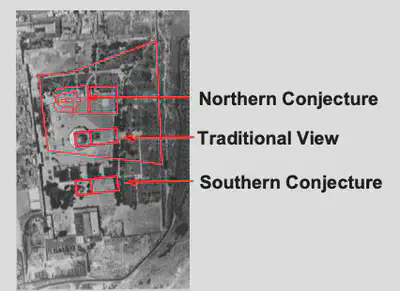 Northern Conjecture
Traditional View
Southern Conjecture